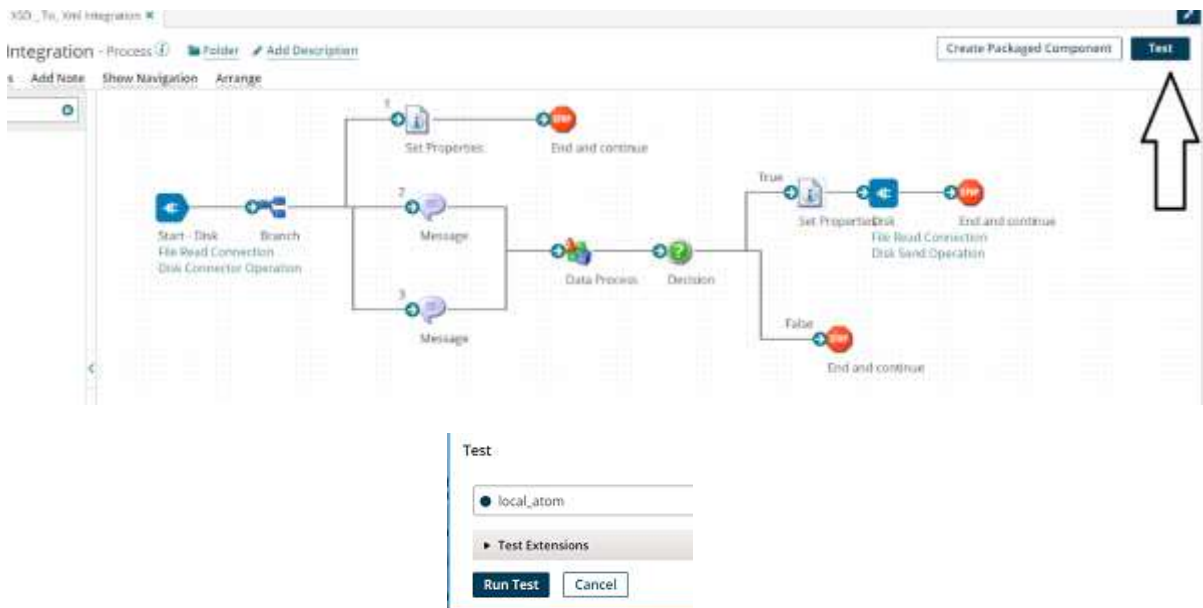 XSD_To_Xml Integration
Integration - Process Folder Add Description
Create Packaged Component Test
s Add Note Show Navigation Arrange
1
Set Properties
STOP
End and continue
Start - Disk
File Read Connection
Disk Connector Operation
Branch
2
Message
3
Message
Data Process
Decision
True
Set Properties
Disk
File Read Connection
Disk Send Operation
STOP
End and continue
False
STOP
End and continue
Test
local_atom
Test Extensions
Run Test Cancel